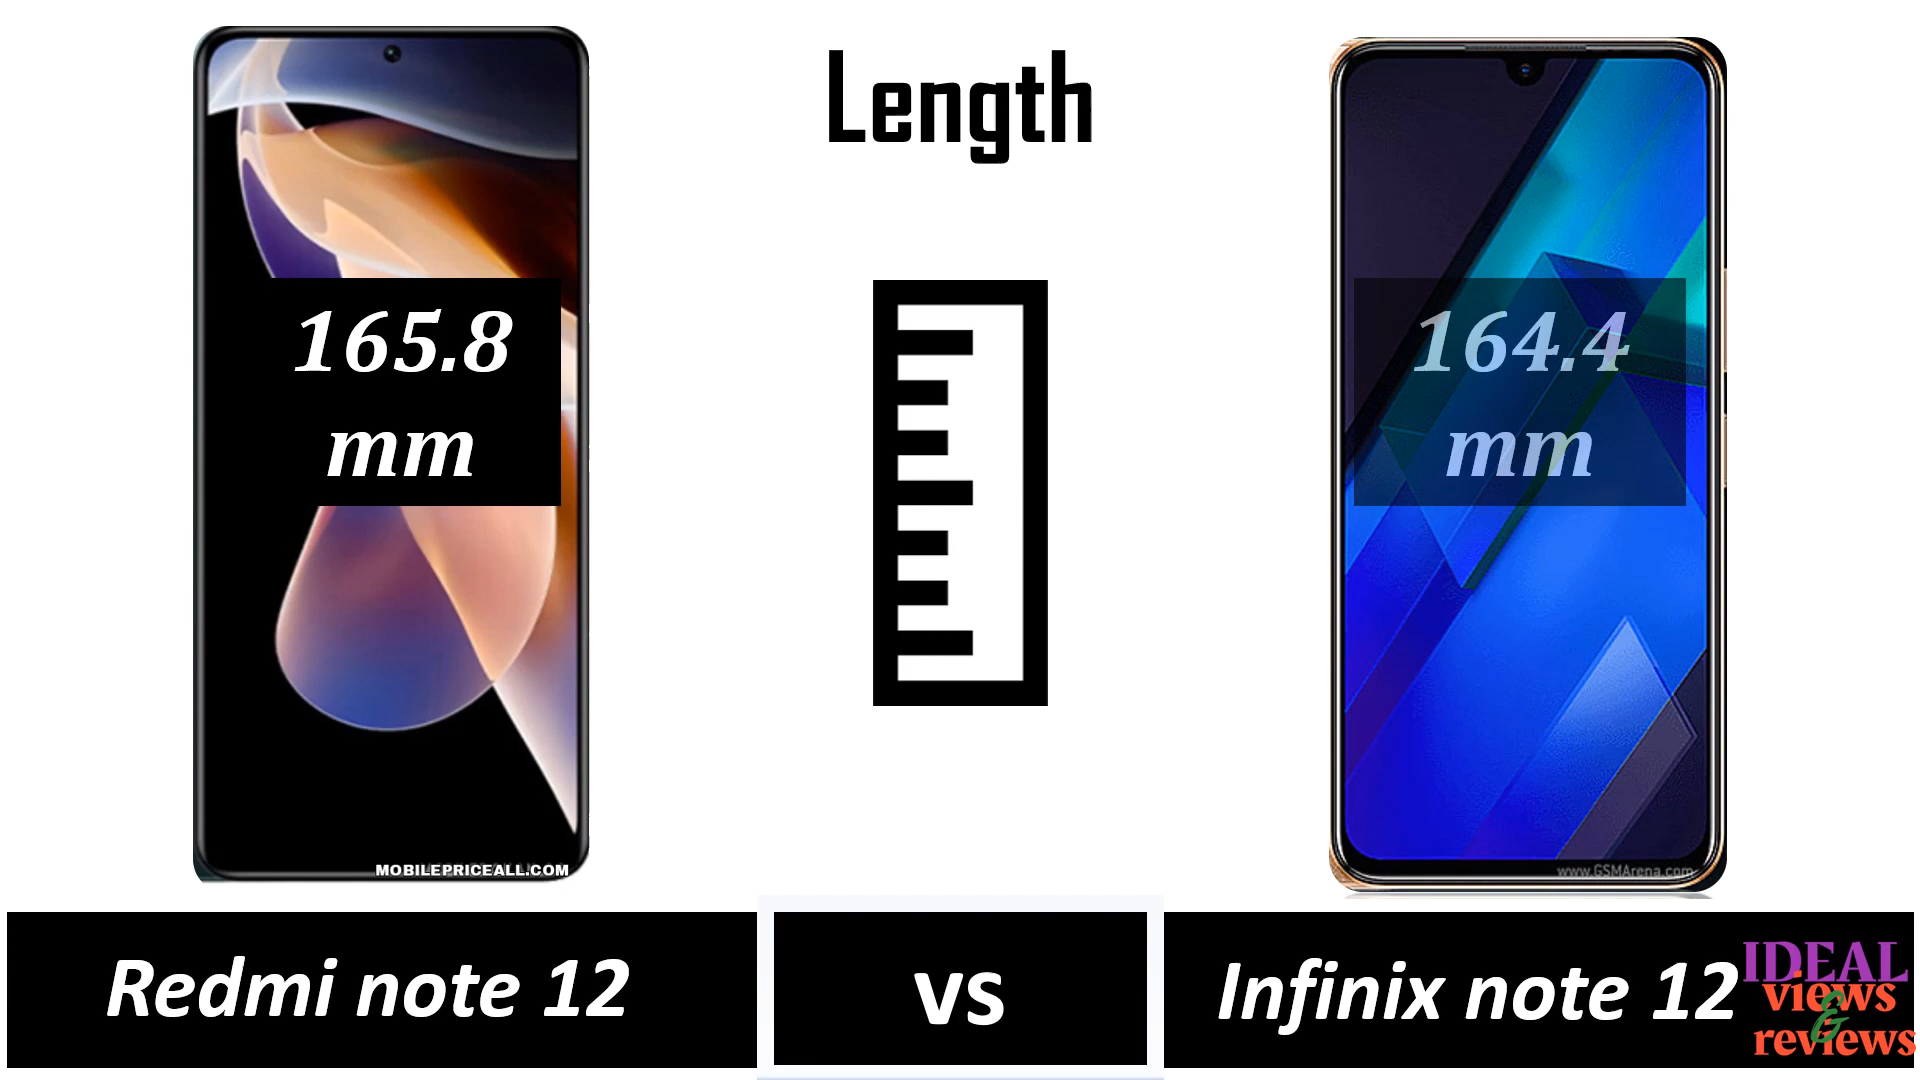 Length
165.8
mm
164.4
mm
MOBILEPRICEALL.COM
www.GSMArena.com
Redmi note 12
vs
Infinix note 12
IDEAL
views
&
reviews